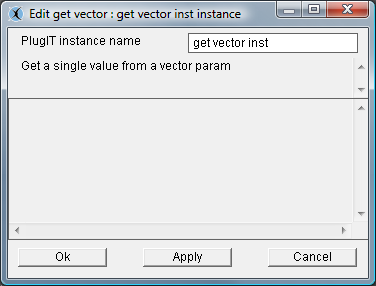 Edit get vector : get vector inst instance
PlugIT instance name get vector inst
Get a single value from a vector param
Ok Apply Cancel